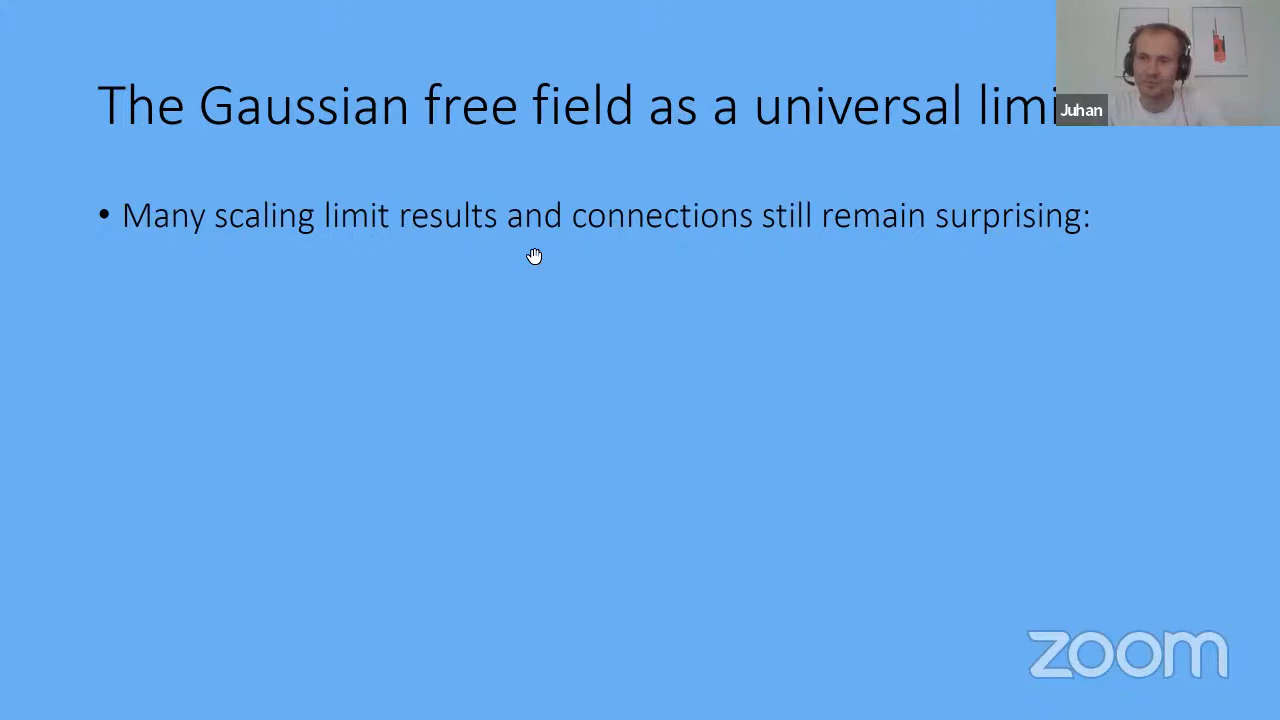 The Gaussian free field as a universal limi
Juhan
• Many scaling limit results and connections still remain surprising:
zoom